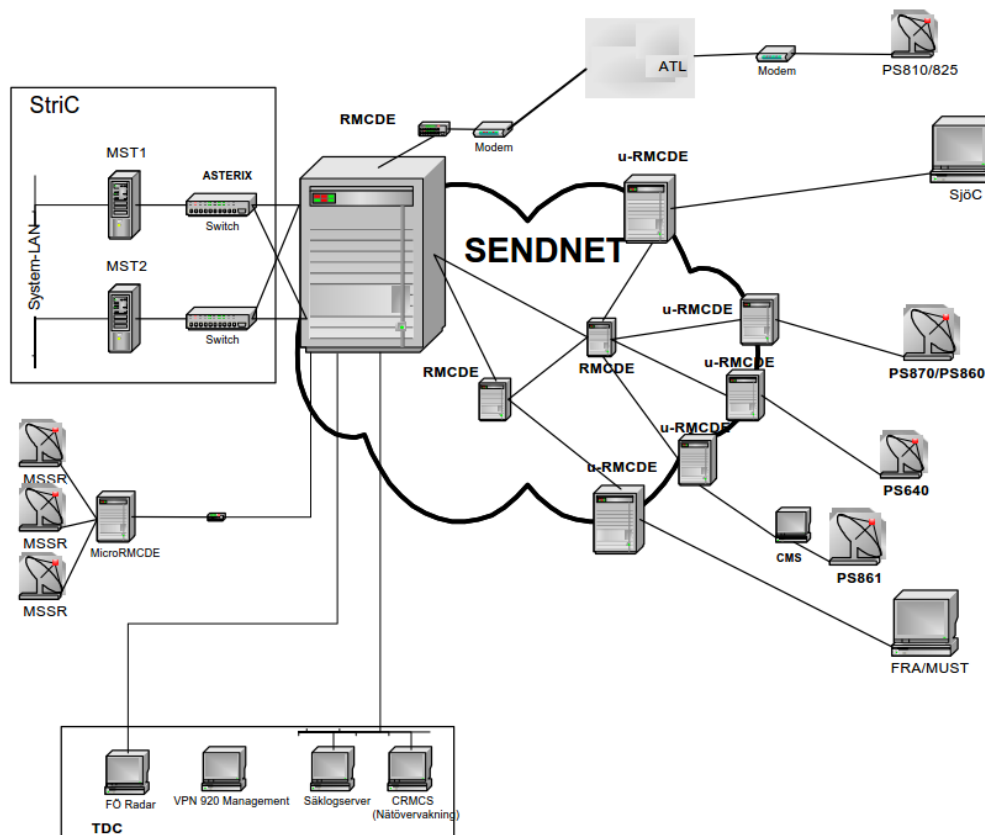 ATL
Modem
PS810/825
StriC
RMCDE
Modem
MST1
ASTERIX
u-RMCDE
Switch
SjöC
SENDNET
System-LAN
MST2
u-RMCDE
Switch
RMCDE
RMCDE
u-RMCDE
PS870/PS860
u-RMCDE
MSSR
u-RMCDE
PS640
MSSR
MicroRMCDE
CMS
PS861
MSSR
FRA/MUST
FÖ Radar
VPN 920 Management
Säklogserver
CRMCS
(Nätövervakning)
TDC